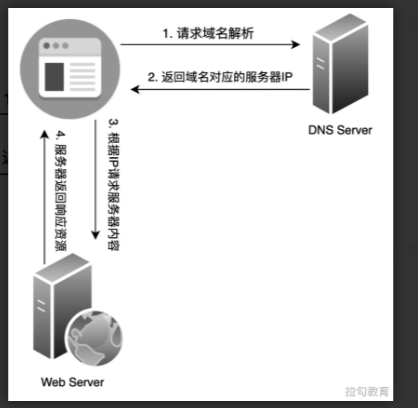 1. 请求域名解析
2. 返回域名对应的服务器IP
DNS Server
3. 根据IP请求服务器内容
4. 服务器返回响应资源
Web Server
拉勾教育